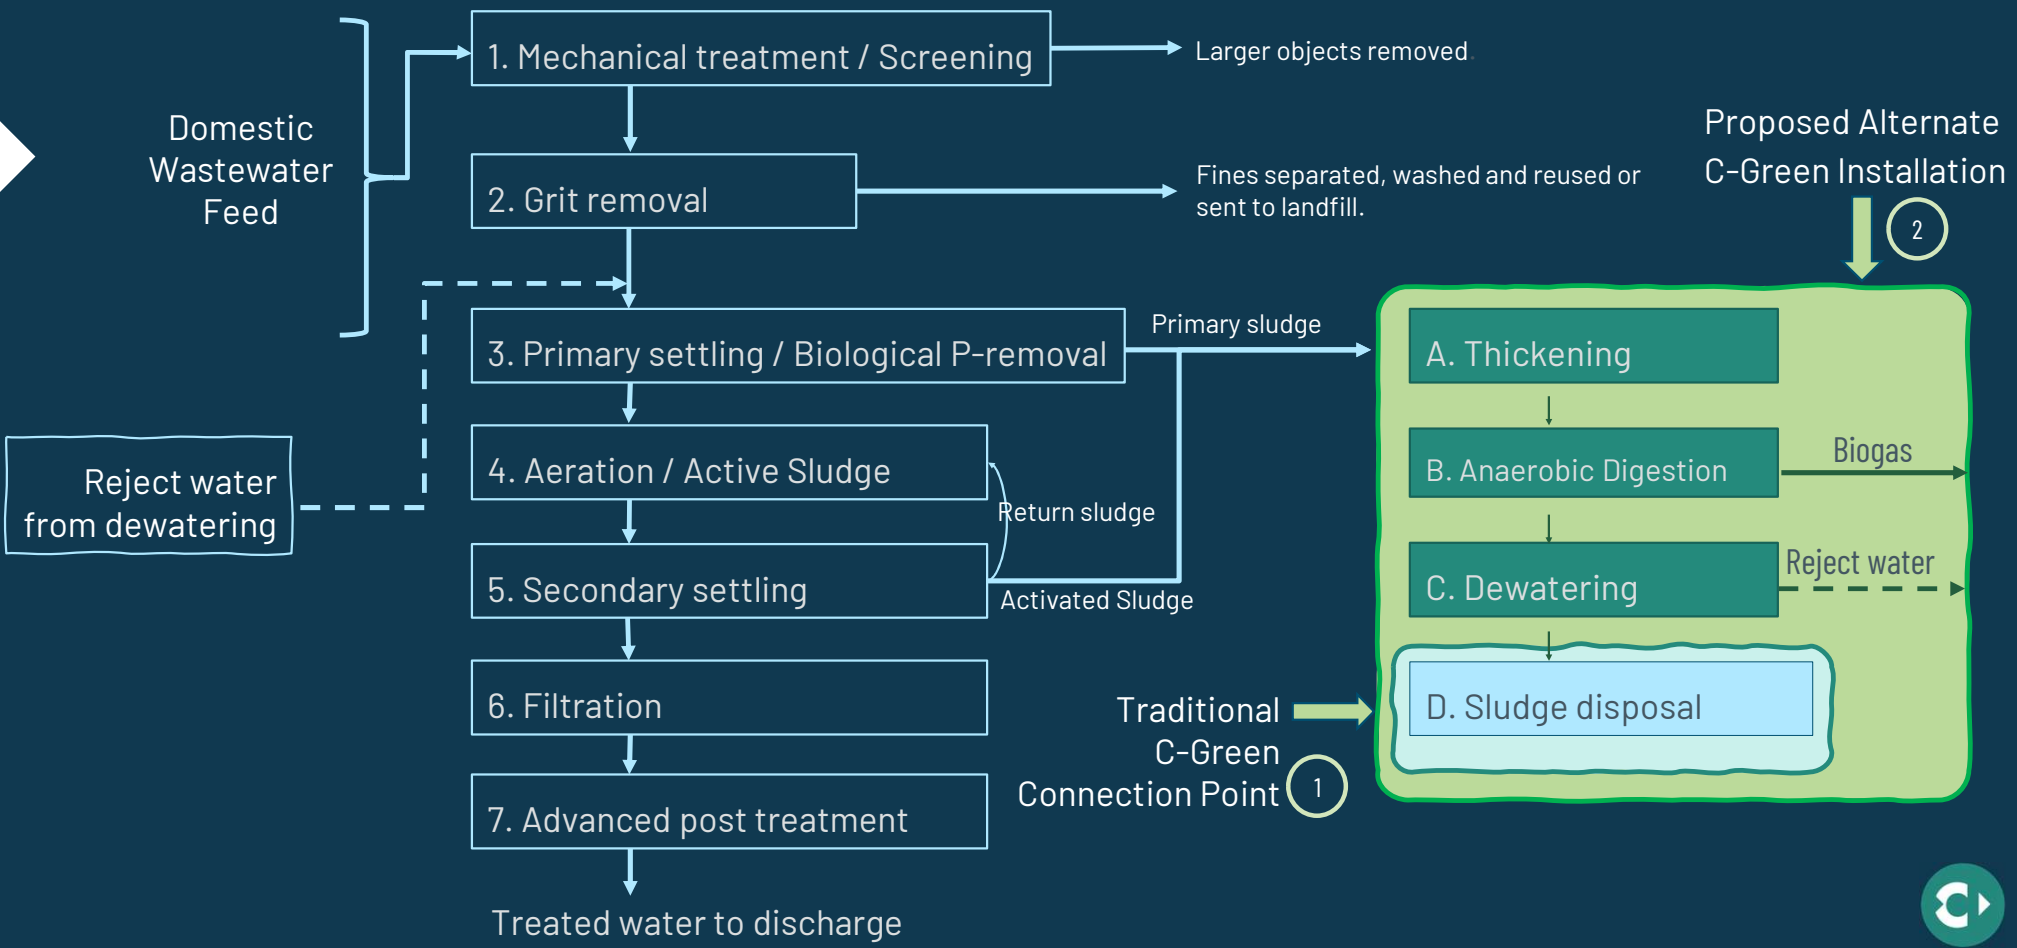 1. Mechanical treatment / Screening
Larger objects removed.
Domestic
Wastewater
Feed
2. Grit removal
Fines separated, washed and reused or
sent to landfill.
Proposed Alternate
C-Green Installation
2
3. Primary settling / Biological P-removal
Primary sludge
A. Thickening
4. Aeration / Active Sludge
Return sludge
B. Anaerobic Digestion
Biogas
Reject water
from dewatering
5. Secondary settling
Activated Sludge
C. Dewatering
Reject water
6. Filtration
Traditional
C-Green
Connection Point
1
D. Sludge disposal
7. Advanced post treatment
Treated water to discharge